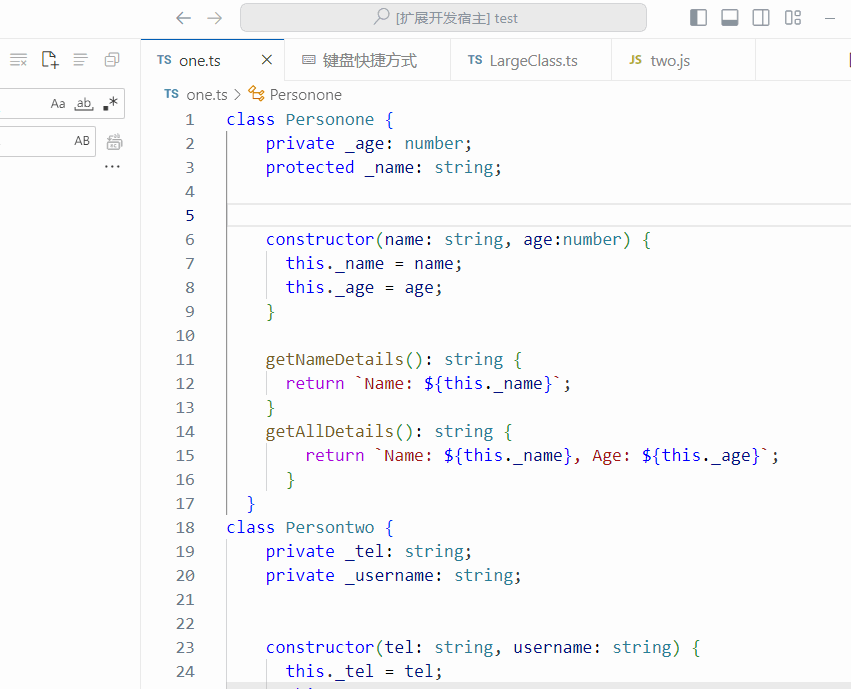 [扩展开发宿主] test
TS one.ts
键盘快捷方式
TS LargeClass.ts
JS two.js
Aa ab
AB
TS one.ts > Personone
1 class Personone {
2 private _age: number;
3 protected _name: string;
4
5
6 constructor(name: string, age:number) {
7 this._name = name;
8 this._age = age;
9 }
10
11 getNameDetails(): string {
12 return `Name: ${this._name}`;
13 }
14 getAllDetails(): string {
15 return `Name: ${this._name}, Age: ${this._age}`;
16 }
17 }
18 class Persontwo {
19 private _tel: string;
20 private _username: string;
21
22
23 constructor(tel: string, username: string) {
24 this._tel = tel;